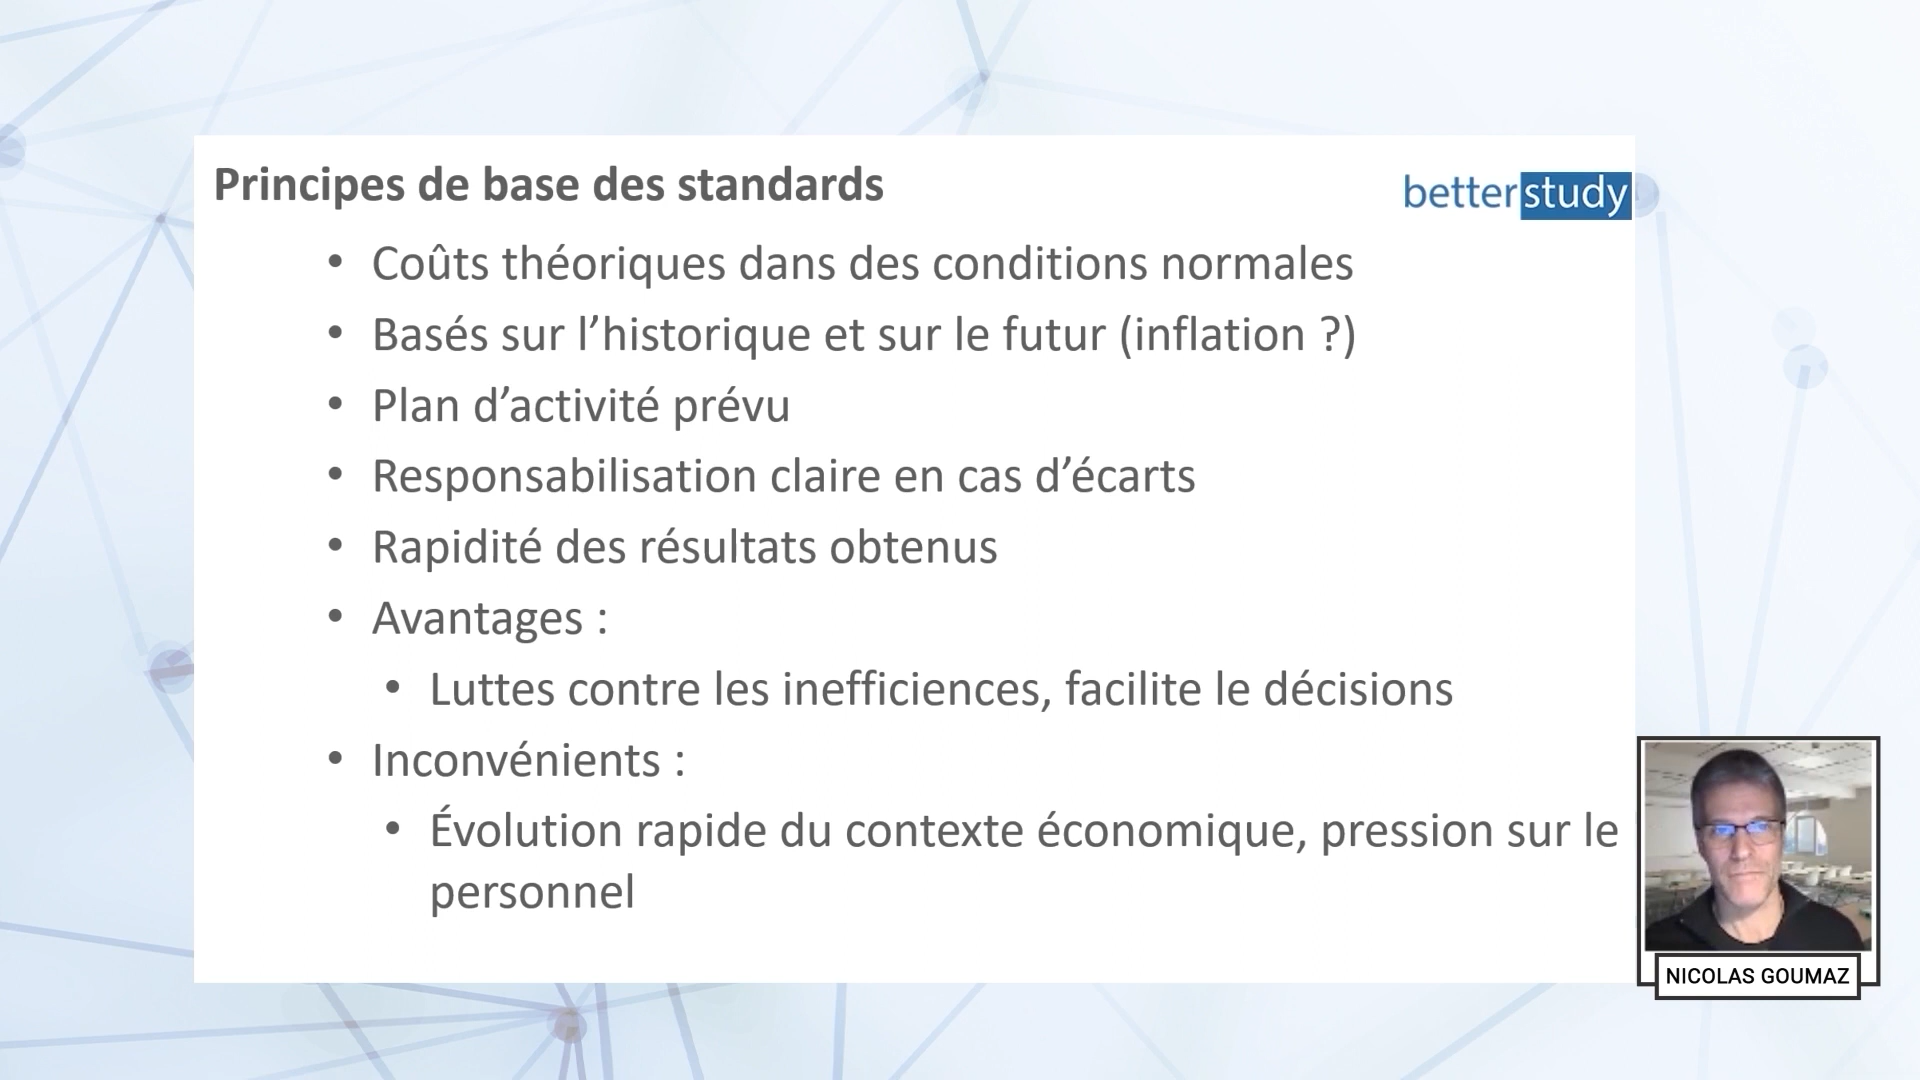 Principes de base des standards
betterstudy
• Coûts théoriques dans des conditions normales
• Basés sur l’historique et sur le futur (inflation ?)
• Plan d’activité prévu
• Responsabilisation claire en cas d’écarts
• Rapidité des résultats obtenus
• Avantages :
• Luttes contre les inefficiences, facilite le décisions
• Inconvénients :
• Évolution rapide du contexte économique, pression sur le
personnel
NICOLAS GOUMAZ